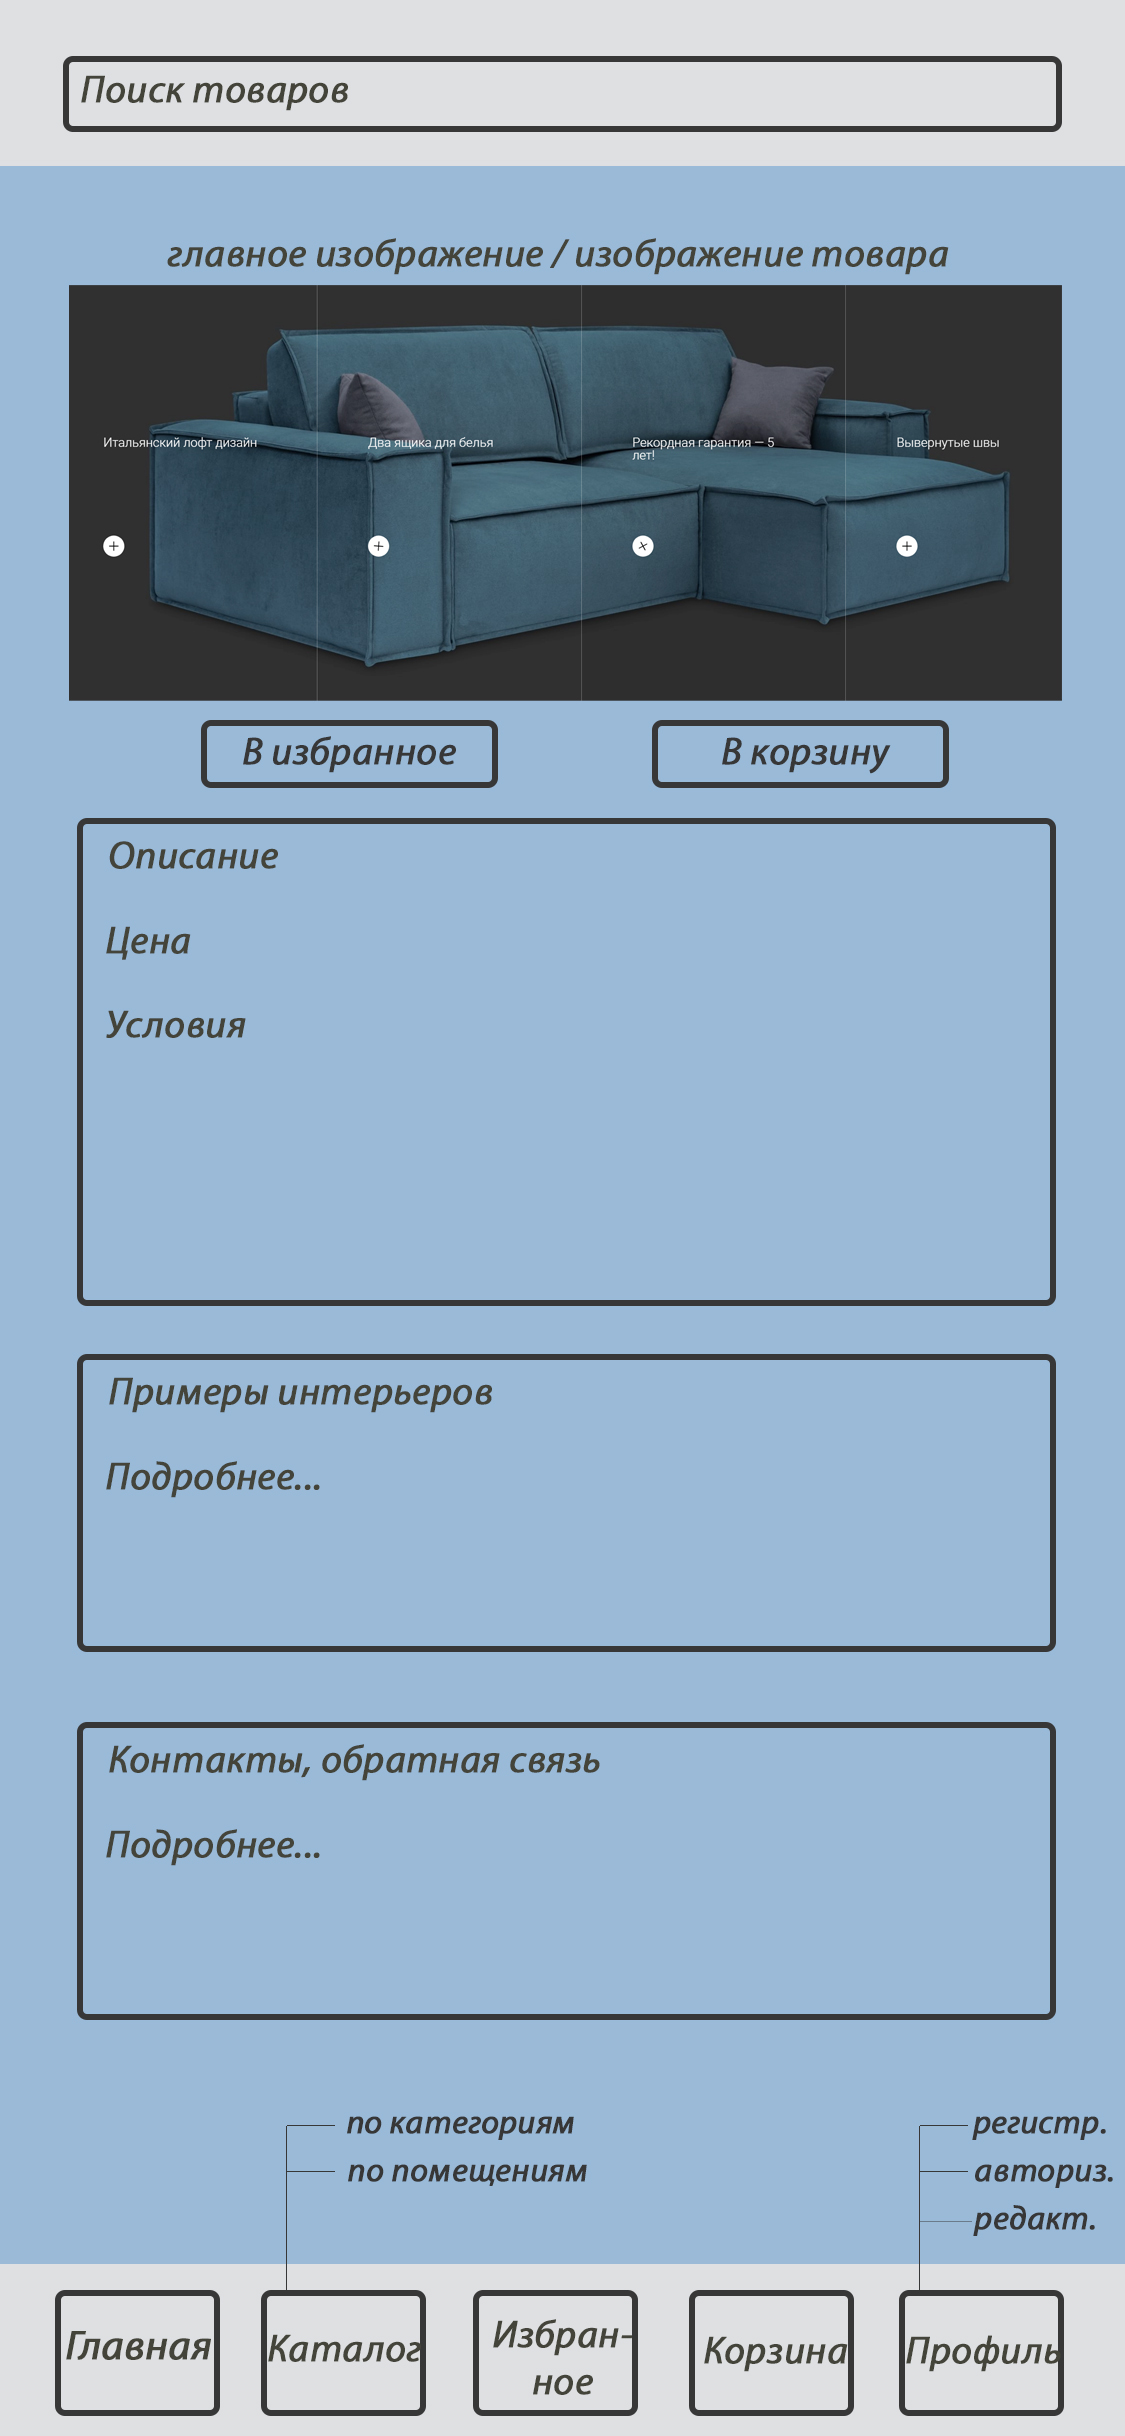 Поиск товаров
главное изображение / изображение товара
Итальянский лофт дизайн
Два ящика для белья
Рекордная гарантия — 5
лет!
Вывернутые швы
В избранное
В корзину
Описание
Цена
Условия
Примеры интерьеров
Подробнее...
Контакты, обратная связь
Подробнее...
по категориям
по помещениям
регистр.
авториз.
редакт.
Главная
Каталог
Избран-
ное
Корзина
Профиль